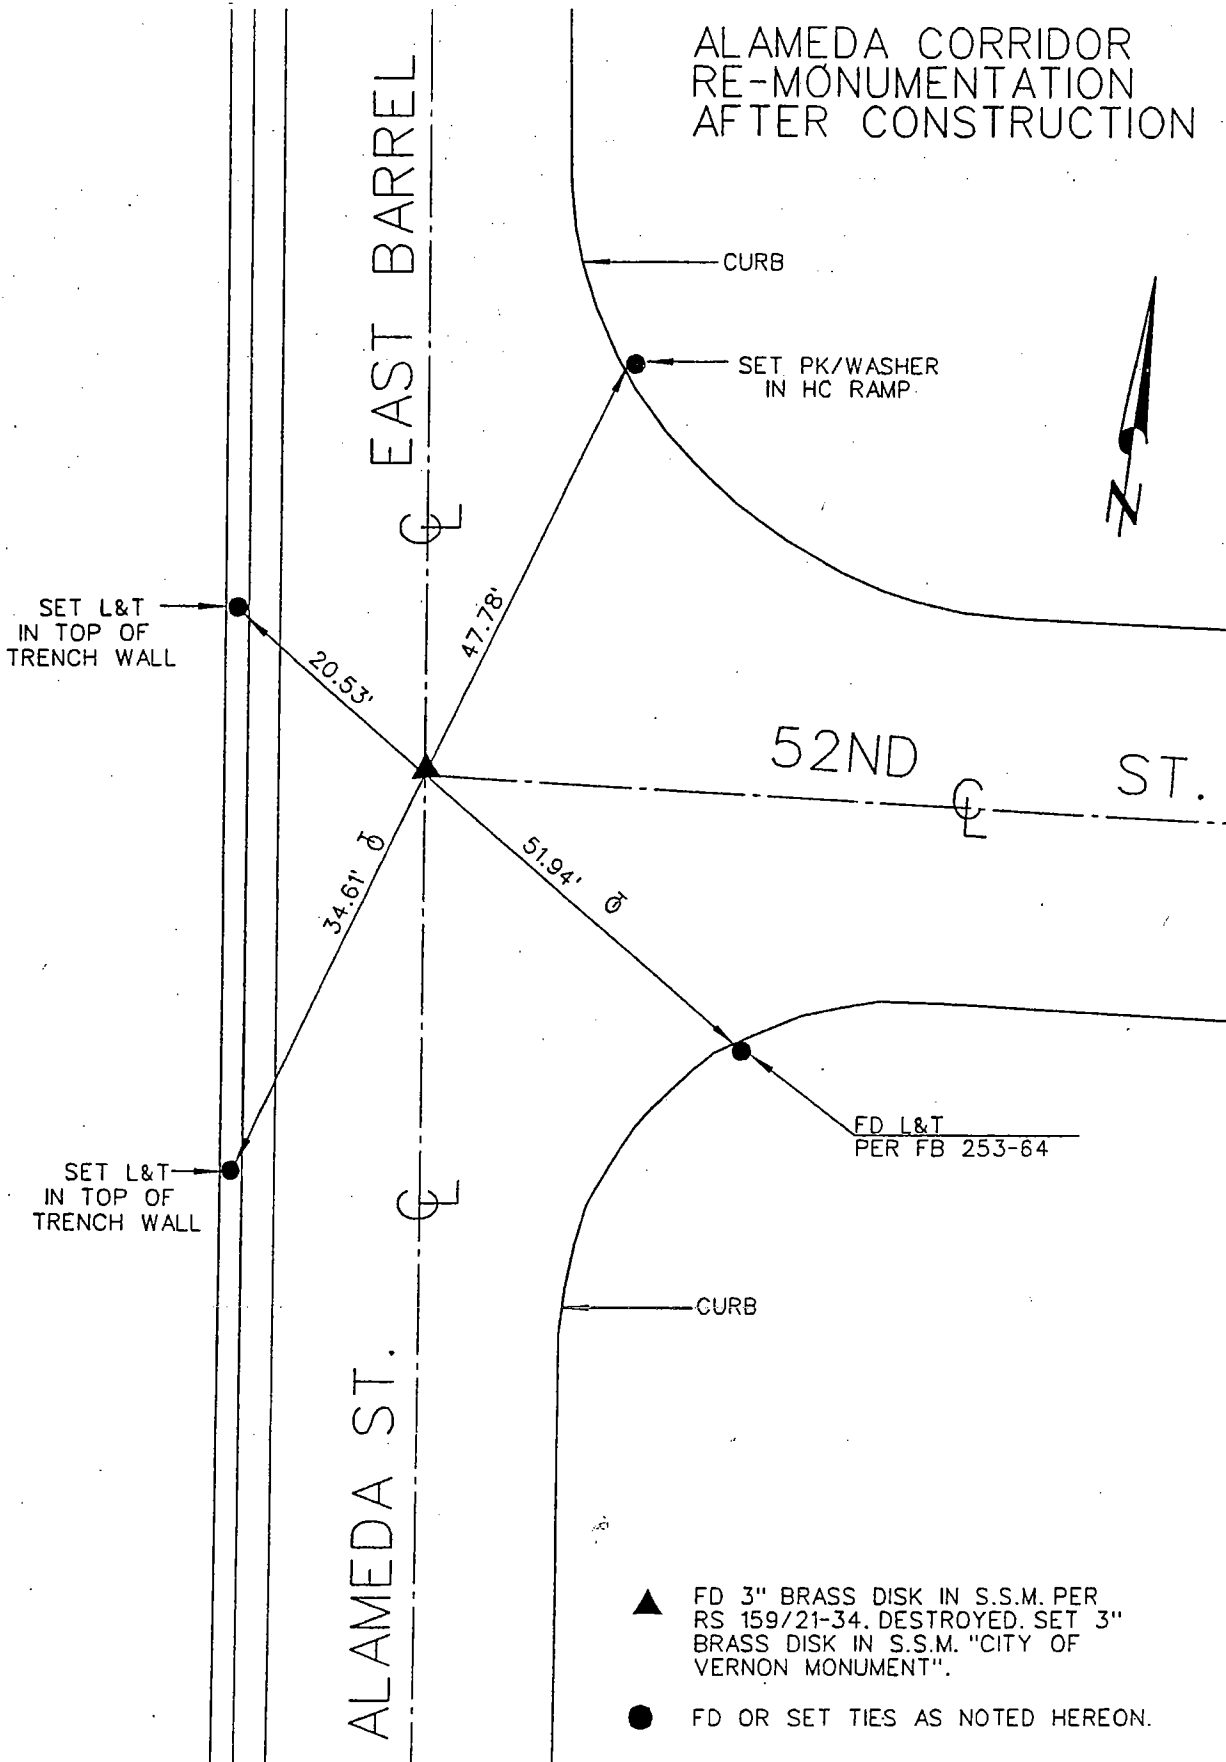 ALAMEDA CORRIDOR
RE-MONUMENTATION
AFTER CONSTRUCTION
EAST BARREL
CURB
SET PK/WASHER
IN HC RAMP
N
SET L&T
IN TOP OF
TRENCH WALL
47.78'
20.53'
52ND ST.
34.61'
51.94'
FD L&T
PER FB 253-64
SET L&T
IN TOP OF
TRENCH WALL
CURB
ALAMEDA ST.
FD 3" BRASS DISK IN S.S.M. PER
RS 159/21-34. DESTROYED. SET 3"
BRASS DISK IN S.S.M. "CITY OF
VERNON MONUMENT".
FD OR SET TIES AS NOTED HEREON.